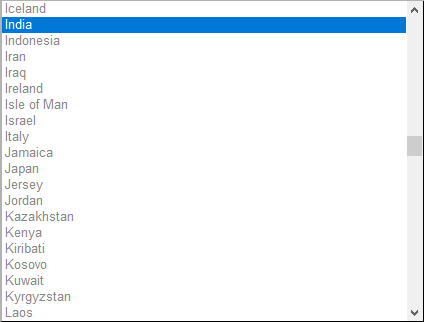 Iceland
India
Indonesia
Iran
Iraq
Ireland
Isle of Man
Israel
Italy
Jamaica
Japan
Jersey
Jordan
Kazakhstan
Kenya
Kiribati
Kosovo
Kuwait
Kyrgyzstan
Laos